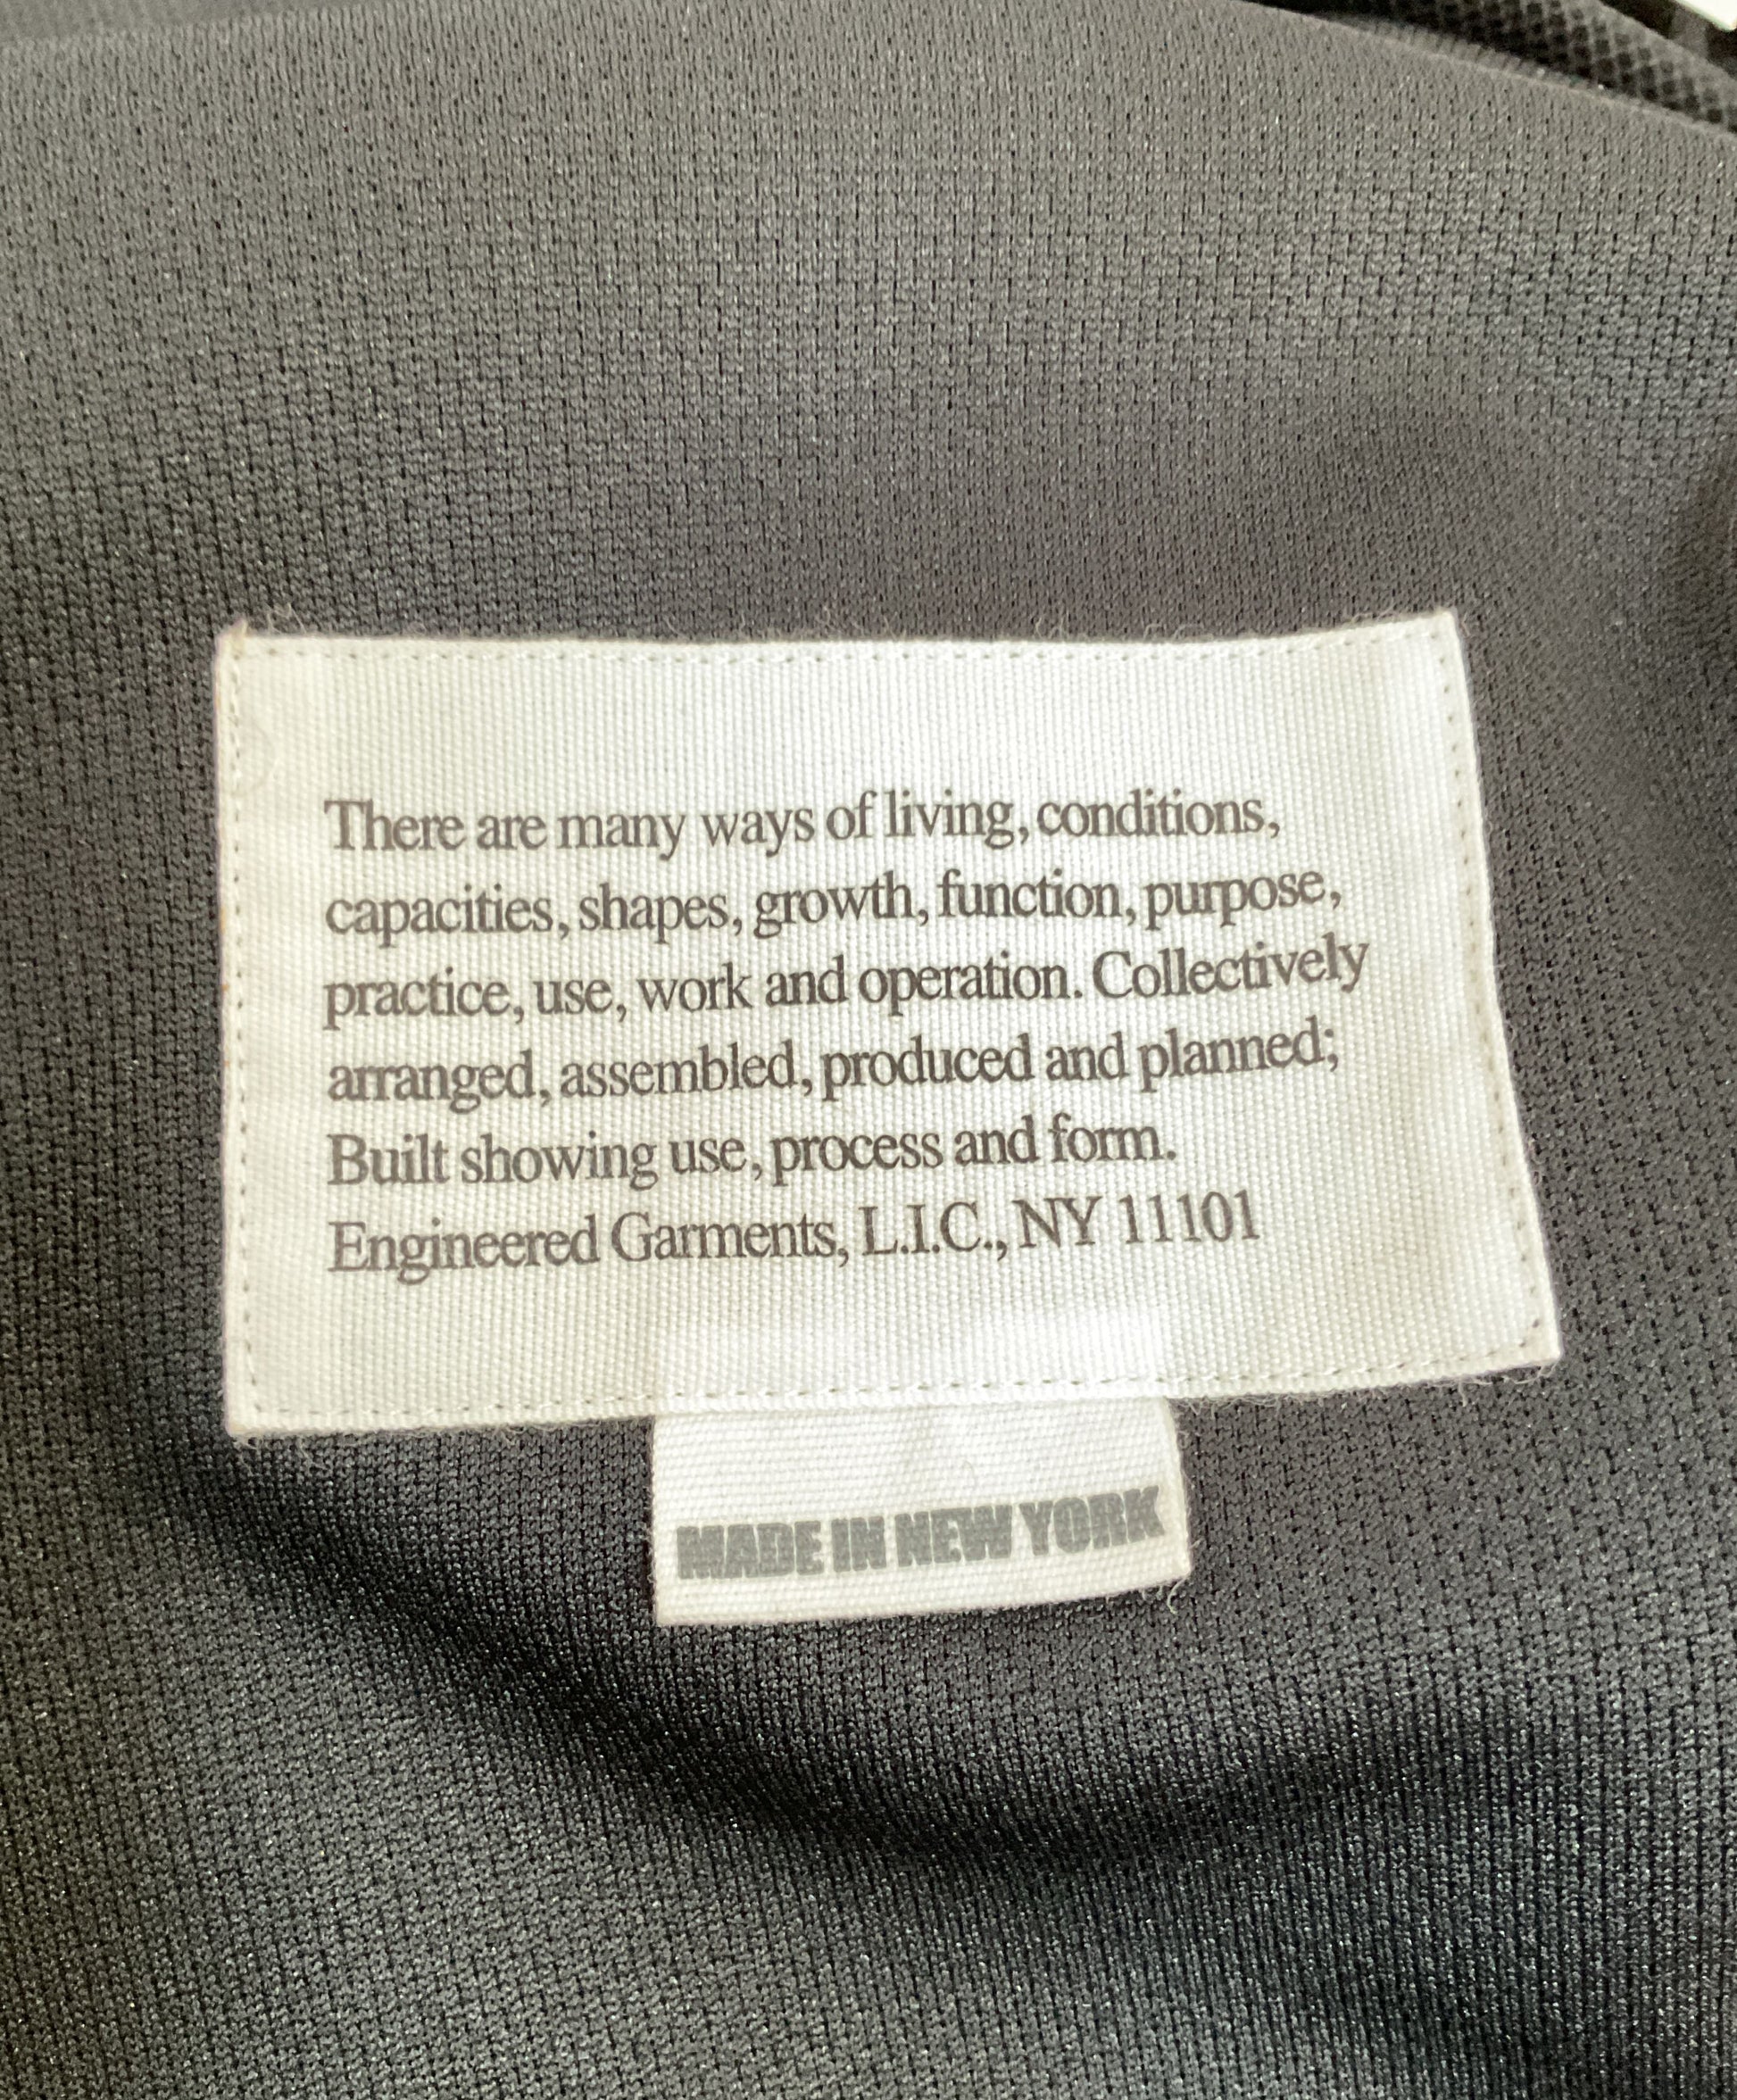 There are many ways of living, conditions,
capacities, shapes, growth, function, purpose,
practice, use, work and operation. Collectively
arranged, assembled, produced and planned;
Built showing use, process and form.
Engineered Garments, L.I.C., NY 11101
MADE IN NEW YORK